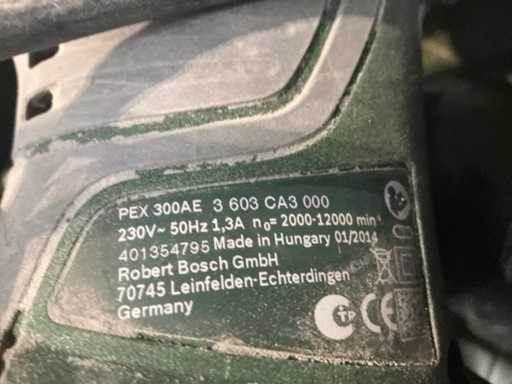 PEX 300AE 3 603 CA3 000
230V~ 50Hz 1,3A n₀= 2000-12000 min⁻¹
401354795 Made in Hungary 01/2014
Robert Bosch GmbH
70745 Leinfelden-Echterdingen
Germany
CE